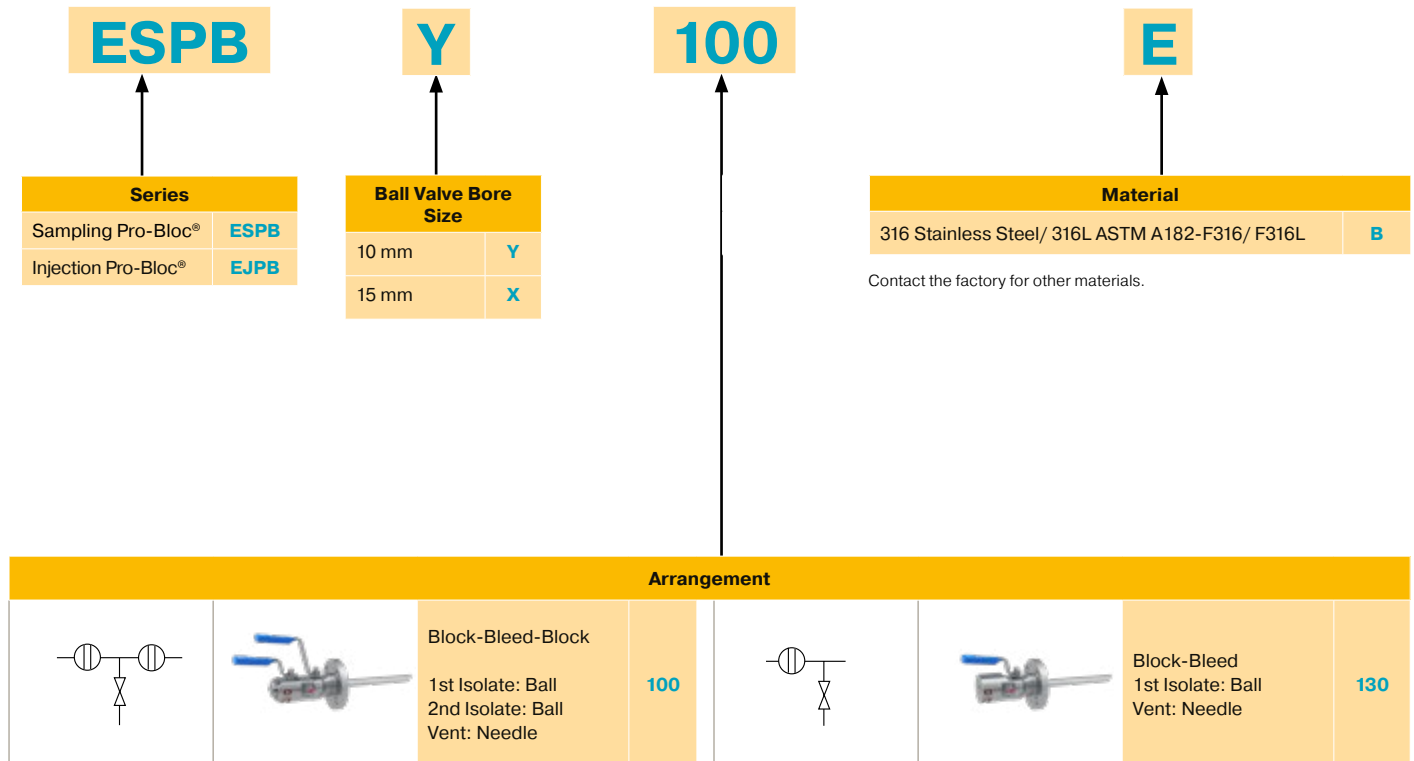 ESPB Y 100 E
Series
Sampling Pro-Bloc® ESPB
Injection Pro-Bloc® EJPB
Ball Valve Bore
Size
10 mm Y
15 mm X
Material
316 Stainless Steel/ 316L ASTM A182-F316/ F316L B
Contact the factory for other materials.
Arrangement
Block-Bleed-Block
1st Isolate: Ball
2nd Isolate: Ball
Vent: Needle
100
Block-Bleed
1st Isolate: Ball
Vent: Needle
130